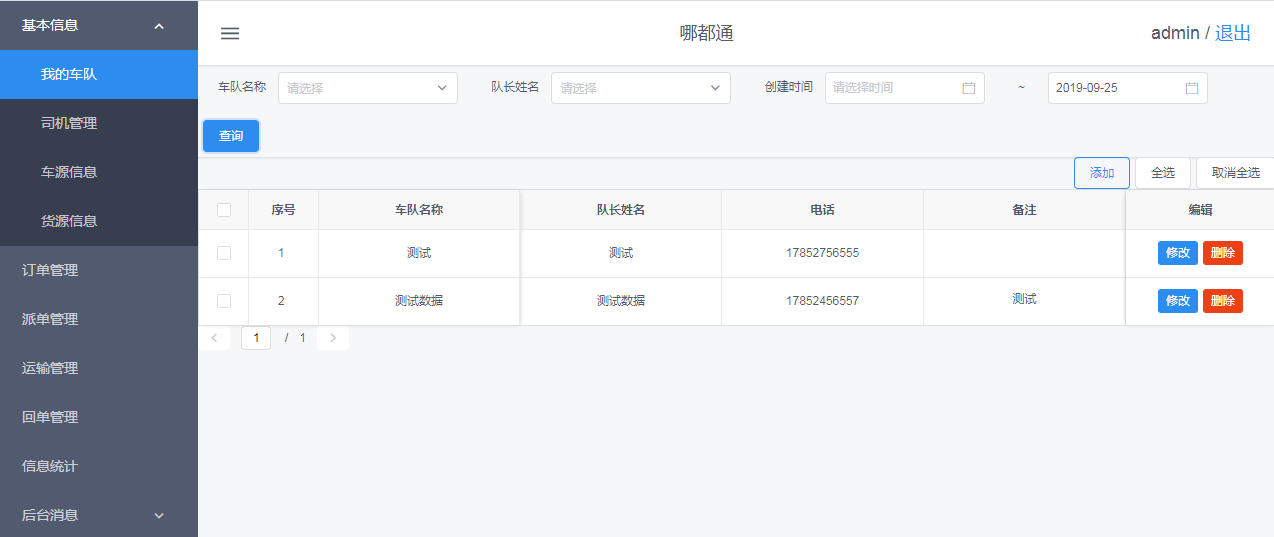 基本信息
我的车队
司机管理
车源信息
货源信息
订单管理
派单管理
运输管理
回单管理
信息统计
后台消息
哪都通
admin / 退出
车队名称 请选择 队长姓名 请选择 创建时间 请选择时间 ~ 2019-09-25
查询
添加 全选 取消全选
序号 车队名称 队长姓名 电话 备注 编辑
1 测试 测试 17852756555 修改 删除
2 测试数据 测试数据 17852456557 测试 修改 删除
1 / 1